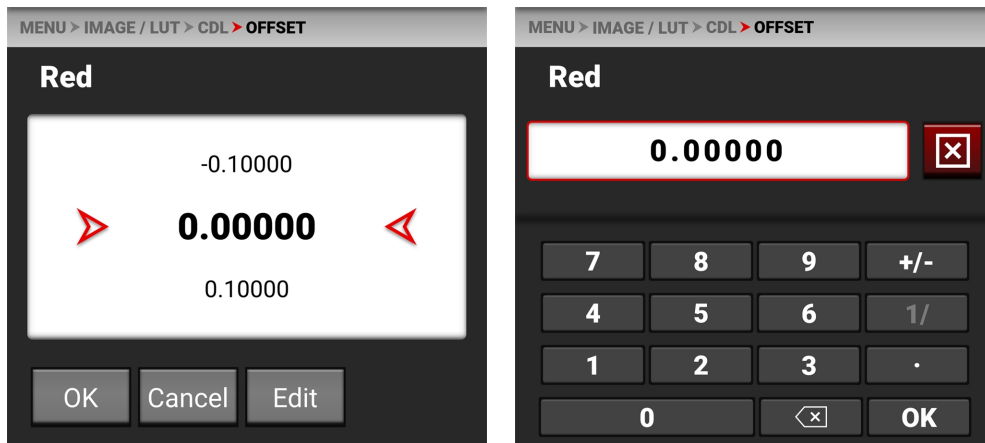 MENU > IMAGE / LUT > CDL > OFFSET
Red
-0.10000
0.00000
0.10000
OK Cancel Edit
MENU > IMAGE / LUT > CDL > OFFSET
Red
0.00000
7 8 9 +/-
4 5 6 1/
1 2 3 .
0 OK